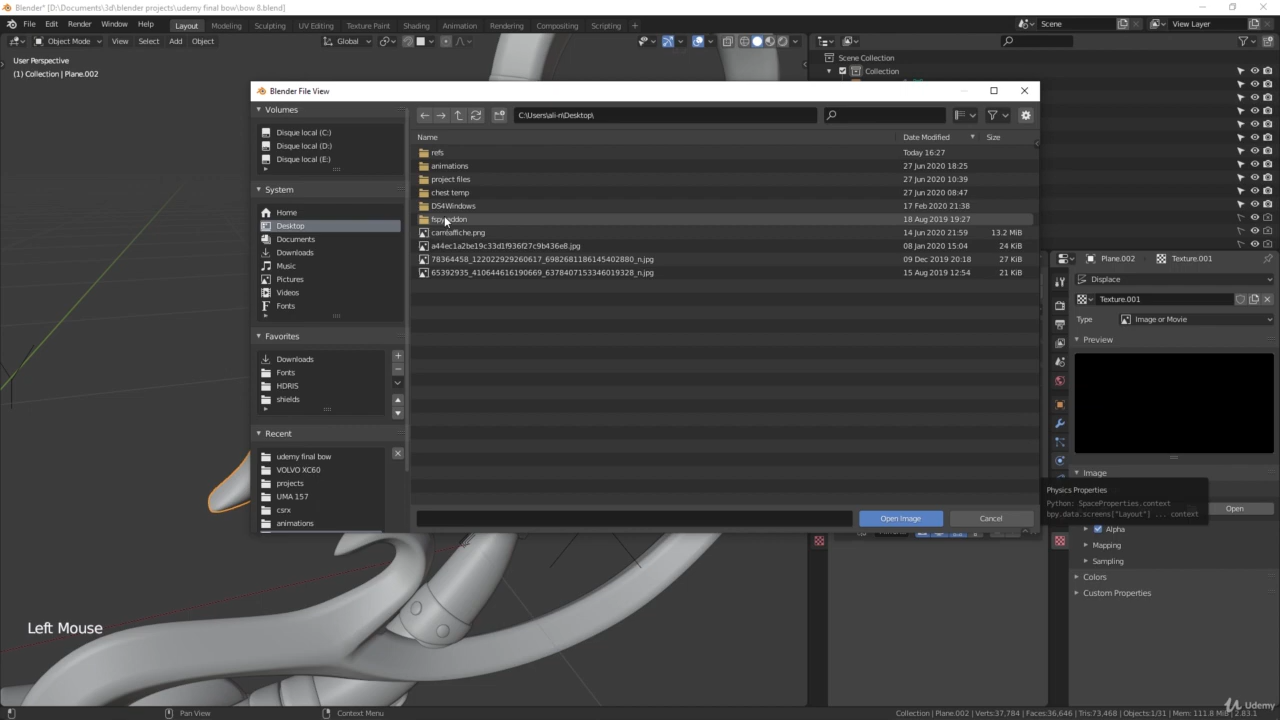 Blender* [D:\Documents\3d\blender projects\udemy final bow\bow 8.blend]
File Edit Render Window Help Layout Modeling Sculpting UV Editing Texture Paint Shading Animation Rendering Compositing Scripting + Scene View Layer
Object Mode View Select Add Object Global
User Perspective
(1) Collection | Plane.002
Scene Collection
Collection
Blender File View
Volumes
Disque local (C:)
Disque local (D:)
Disque local (E:)
System
Home
Desktop
Documents
Downloads
Music
Pictures
Videos
Fonts
Favorites
Downloads
Fonts
HDRIS
shields
Recent
udemy final bow
VOLVO XC60
projects
UMA 157
csrx
animations
C:\Users\ali-n\Desktop\
Name Date Modified Size
refs Today 16:27
animations 27 Jun 2020 18:25
project files 27 Jun 2020 10:39
chest temp 27 Jun 2020 08:47
DS4Windows 17 Feb 2020 21:38
18 Aug 2019 19:27
carreaffiche.png 14 Jun 2020 21:59 13.2 MiB
a44ec1a2be19c33d1f936f27c9b436e8.jpg 08 Jan 2020 15:04 24 KiB
78364458_122022929260617_6982681186145402880_n.jpg 09 Dec 2019 20:18 27 KiB
65392935_410644616190669_6378407153346019328_n.jpg 15 Aug 2019 12:54 21 KiB
Open Image Cancel
Plane.002 Texture.001
Displace
Texture.001
Type Image or Movie
Preview
Image
Open
Physics Properties
Python: SpaceProperties.context
bpy.data.screens["Layout"] ... context
Alpha
Mapping
Sampling
Colors
Custom Properties
Left Mouse
Pan View
Context Menu
Collection | Plane.002 | Verts:37,784 | Faces:36,646 | Tris:73,468 | Objects:1/31 | Mem: 111.8 MiB | 2.83.1
Udemy